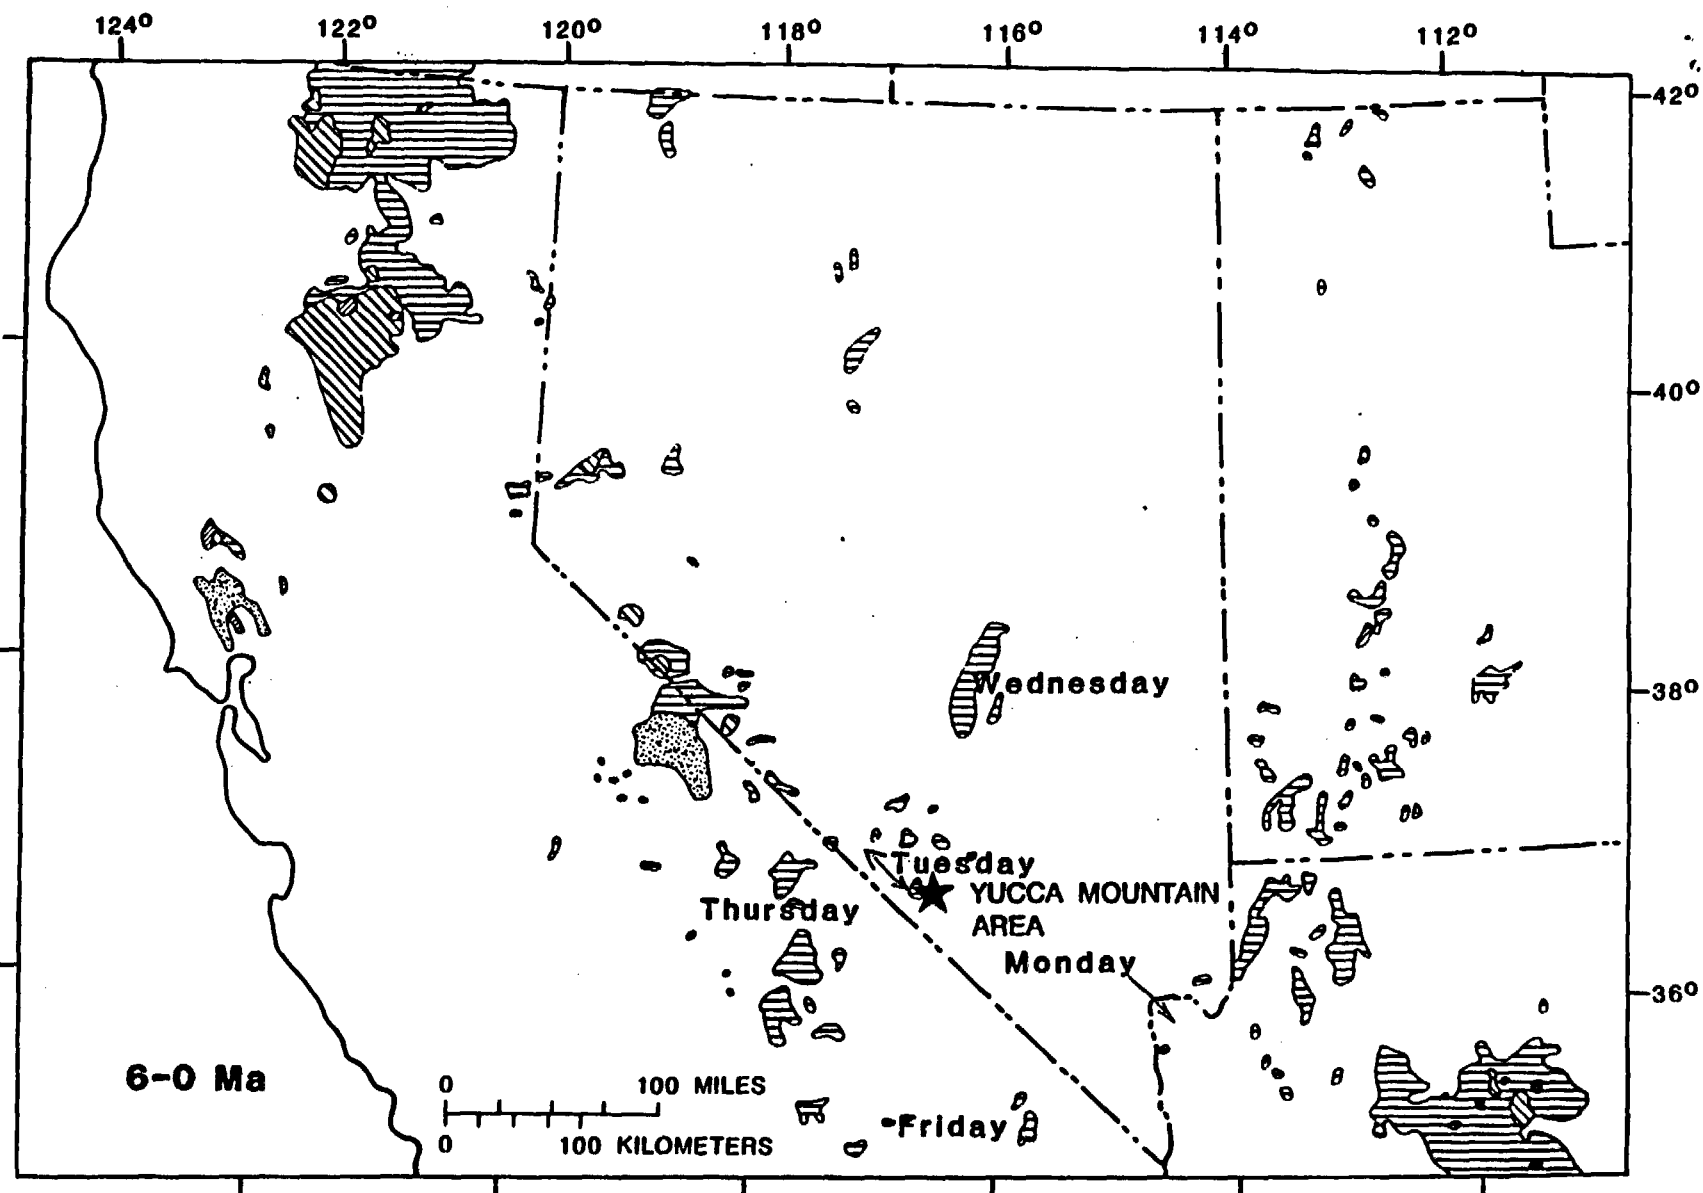 124° 122° 120° 118° 116° 114° 112°
42°
40°
Wednesday
38°
Tuesday
YUCCA MOUNTAIN
AREA
Thursday
Monday
36°
6-0 Ma
0 100 MILES
0 100 KILOMETERS
Friday